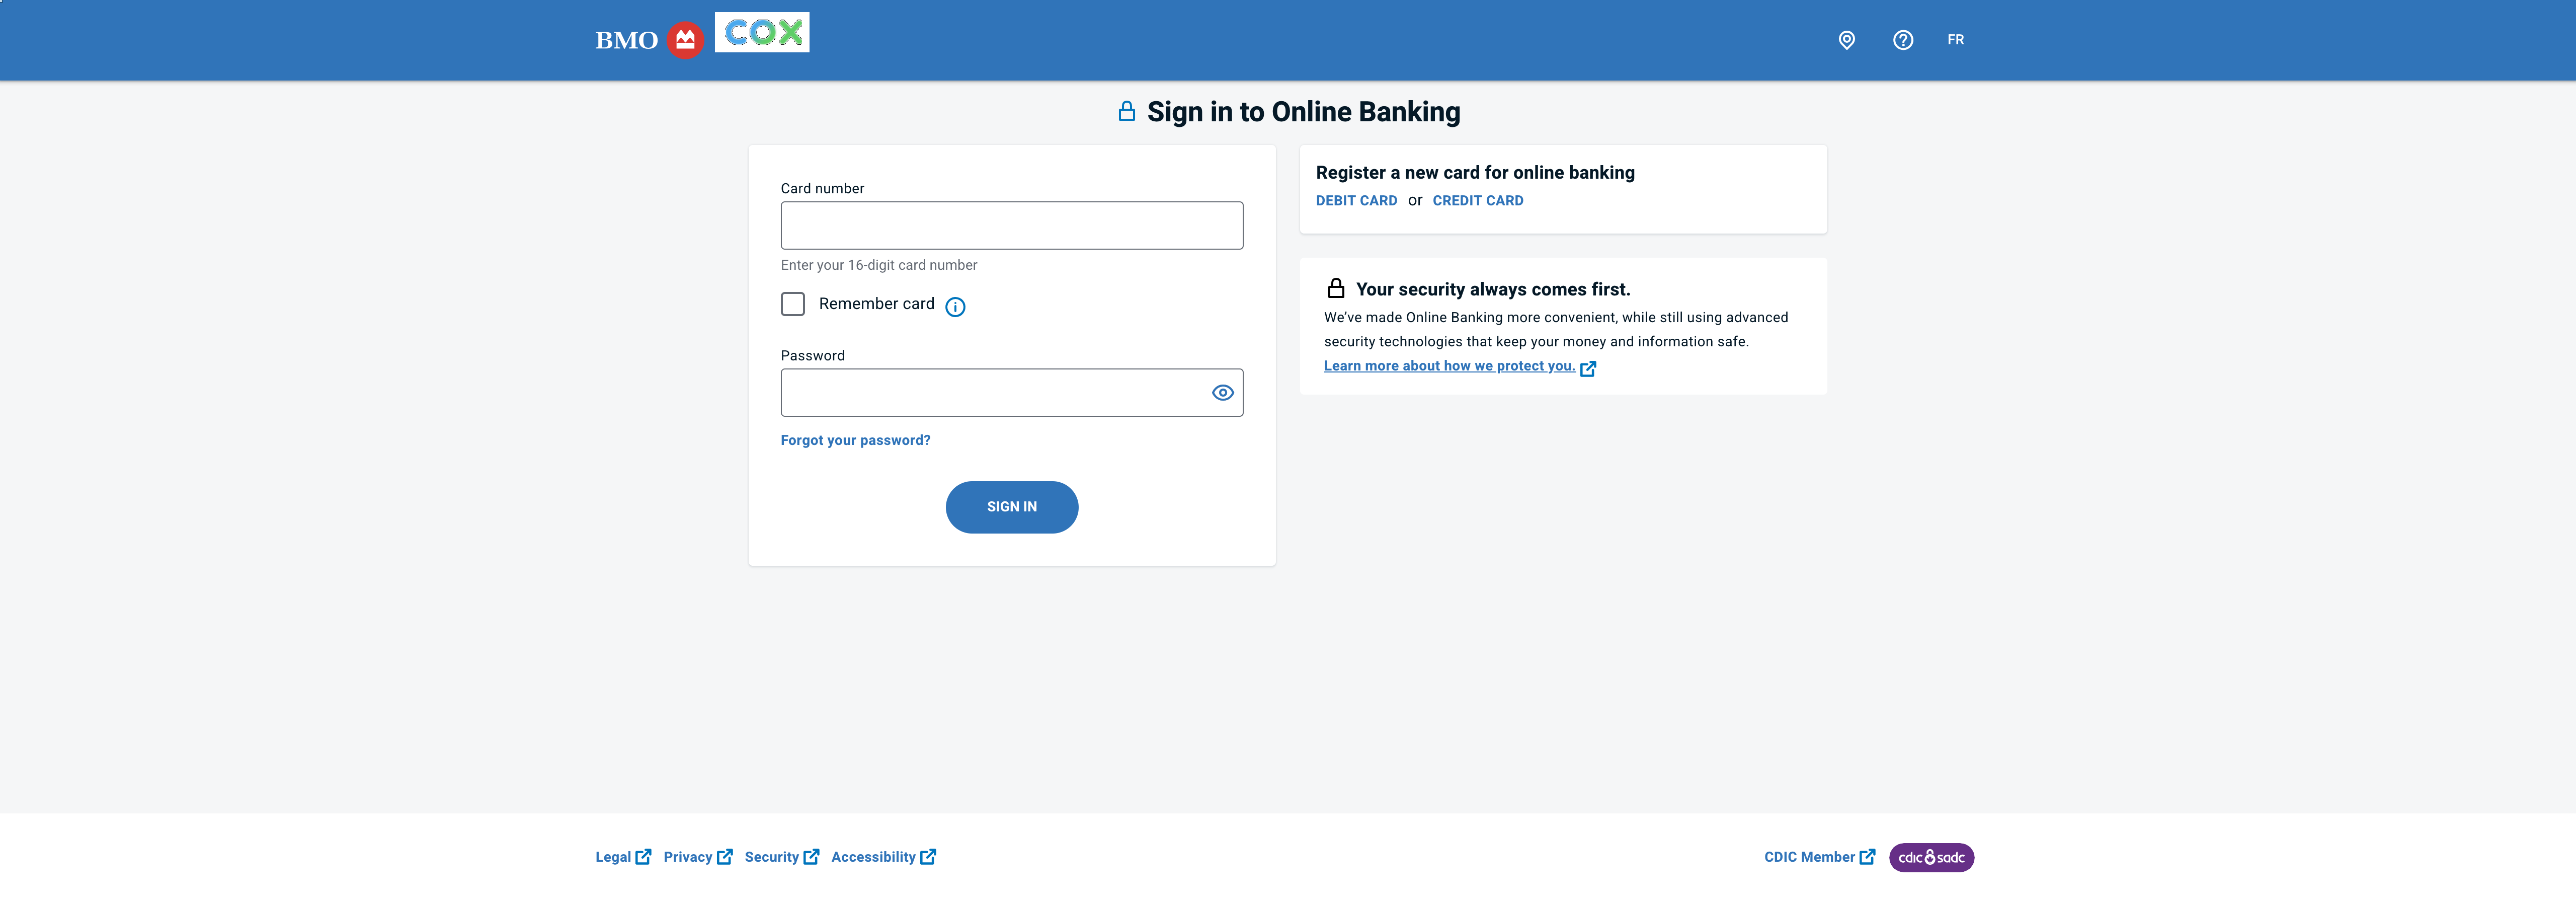 BMO COX FR
Sign in to Online Banking
Card number
Enter your 16-digit card number
Remember card
Password
Forgot your password?
SIGN IN
Register a new card for online banking
DEBIT CARD or CREDIT CARD
Your security always comes first.
We’ve made Online Banking more convenient, while still using advanced
security technologies that keep your money and information safe.
Learn more about how we protect you.
Legal Privacy Security Accessibility CDIC Member cdic sadc